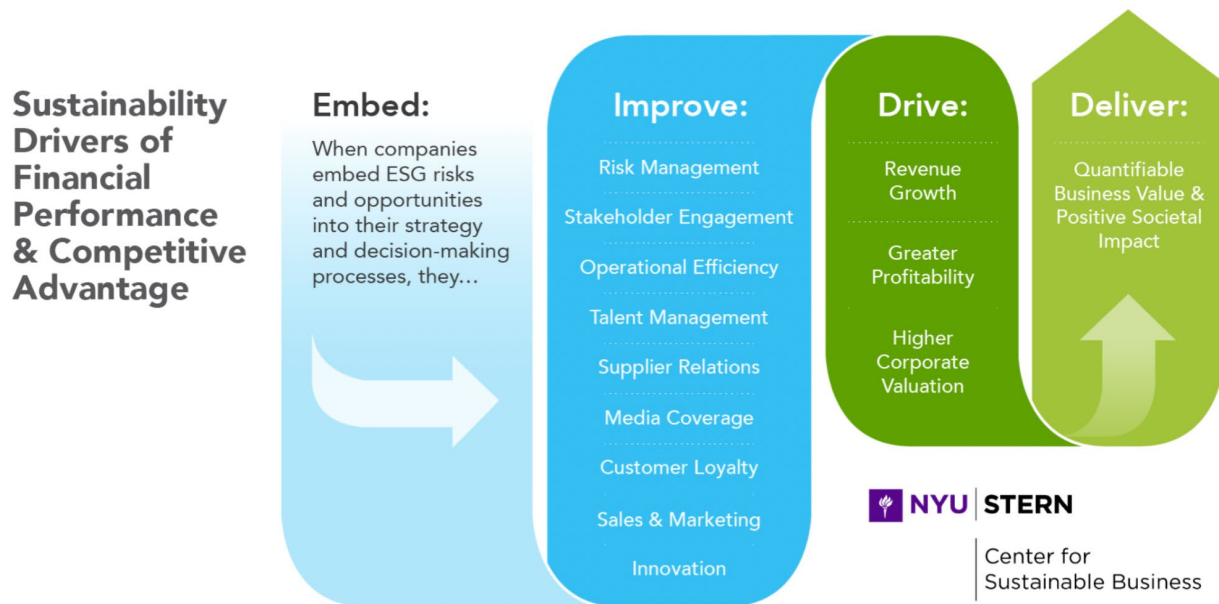 Sustainability
Drivers of
Financial
Performance
& Competitive
Advantage
Embed:
When companies
embed ESG risks
and opportunities
into their strategy
and decision-making
processes, they…
Improve:
Risk Management
Stakeholder Engagement
Operational Efficiency
Talent Management
Supplier Relations
Media Coverage
Customer Loyalty
Sales & Marketing
Innovation
Drive:
Revenue
Growth
Greater
Profitability
Higher
Corporate
Valuation
Deliver:
Quantifiable
Business Value &
Positive Societal
Impact
NYU STERN
Center for
Sustainable Business